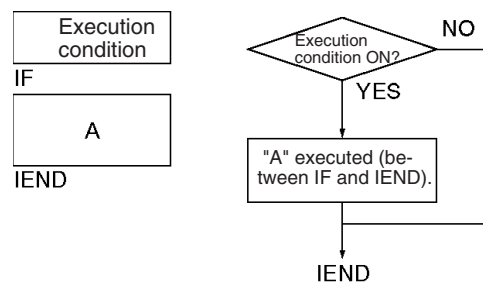 Execution
condition
IF
A
IEND
Execution
condition ON?
NO
YES
"A" executed (be-
tween IF and IEND).
IEND